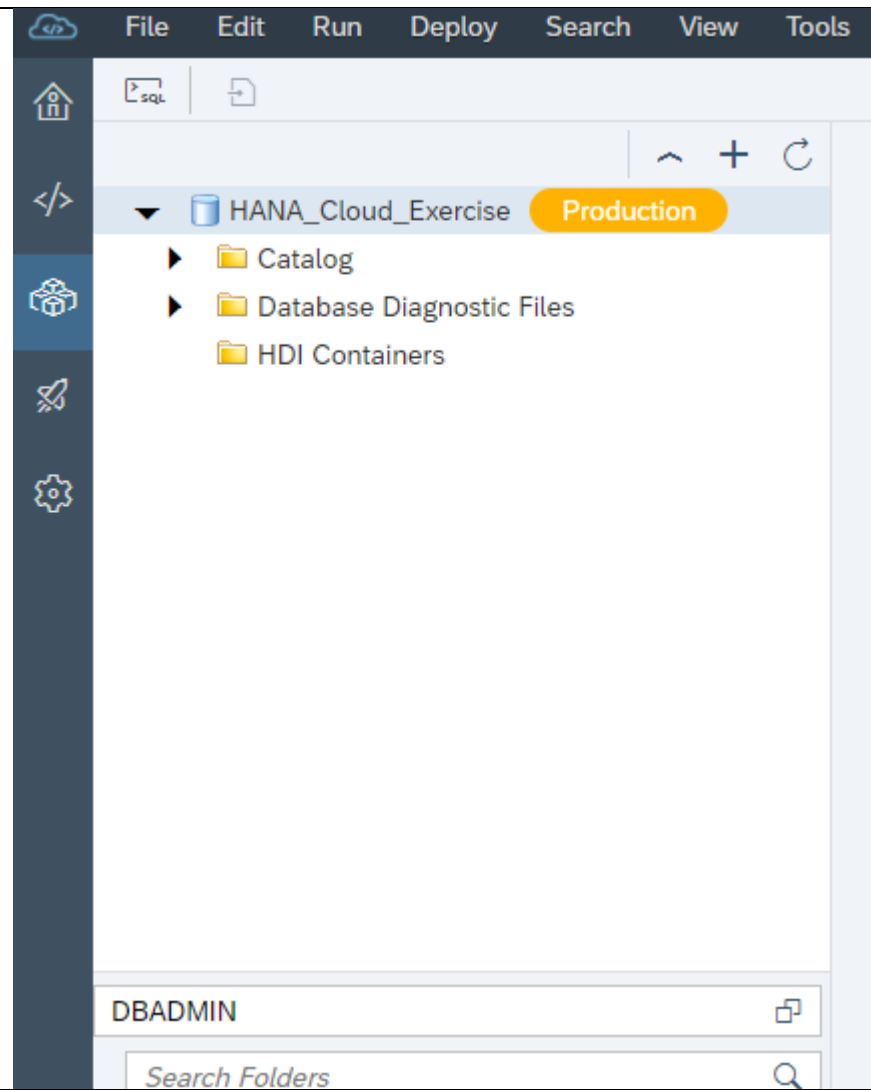 File Edit Run Deploy Search View Tools
SQL
HANA_Cloud_Exercise Production
Catalog
Database Diagnostic Files
HDI Containers
DBADMIN
Search Folders